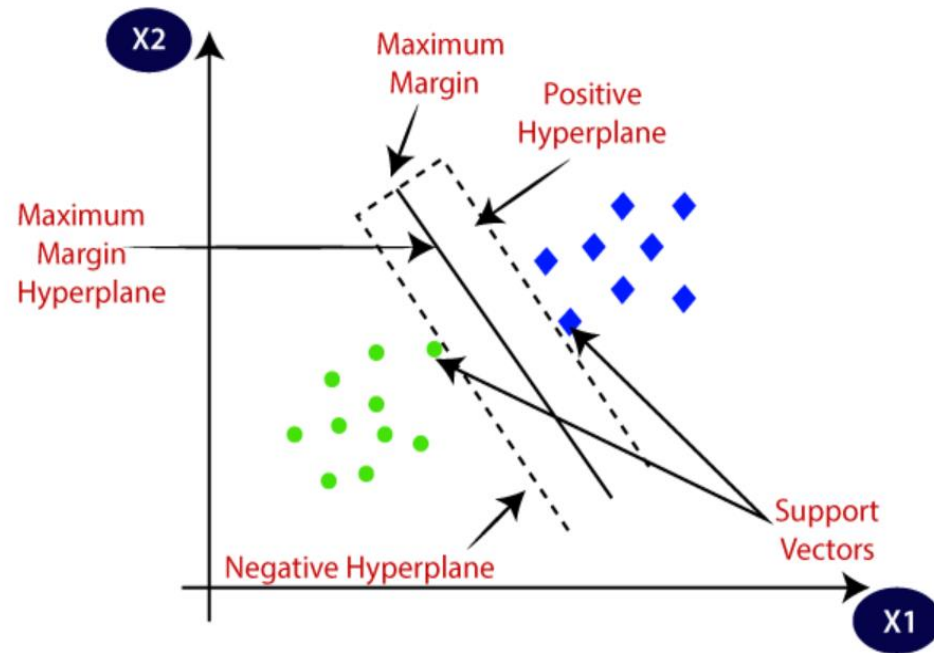 X2
Maximum
Margin
Positive
Hyperplane
Maximum
Margin
Hyperplane
Support
Vectors
Negative Hyperplane
X1